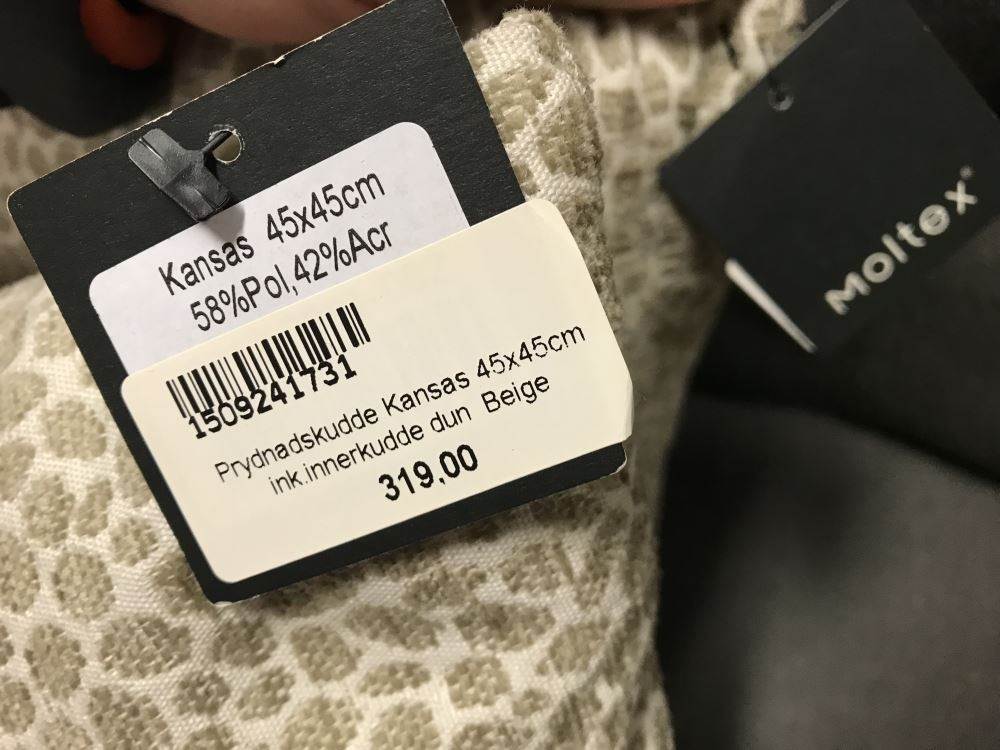 Kansas 45x45cm
58%Pol,42%Acr
1509241731
Prydnadskudde Kansas 45x45cm
ink.innerkudde dun Beige
319,00
Moltex